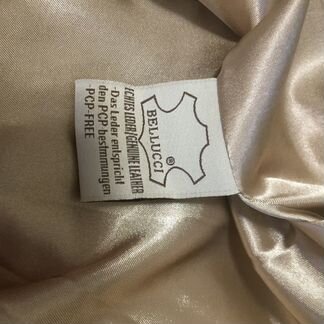 BELLUCCI
®
ECHTES LEDER/GENUINE LEATHER
-Das Leder entspricht
den PCP bestimmungen
-PCP-FREE